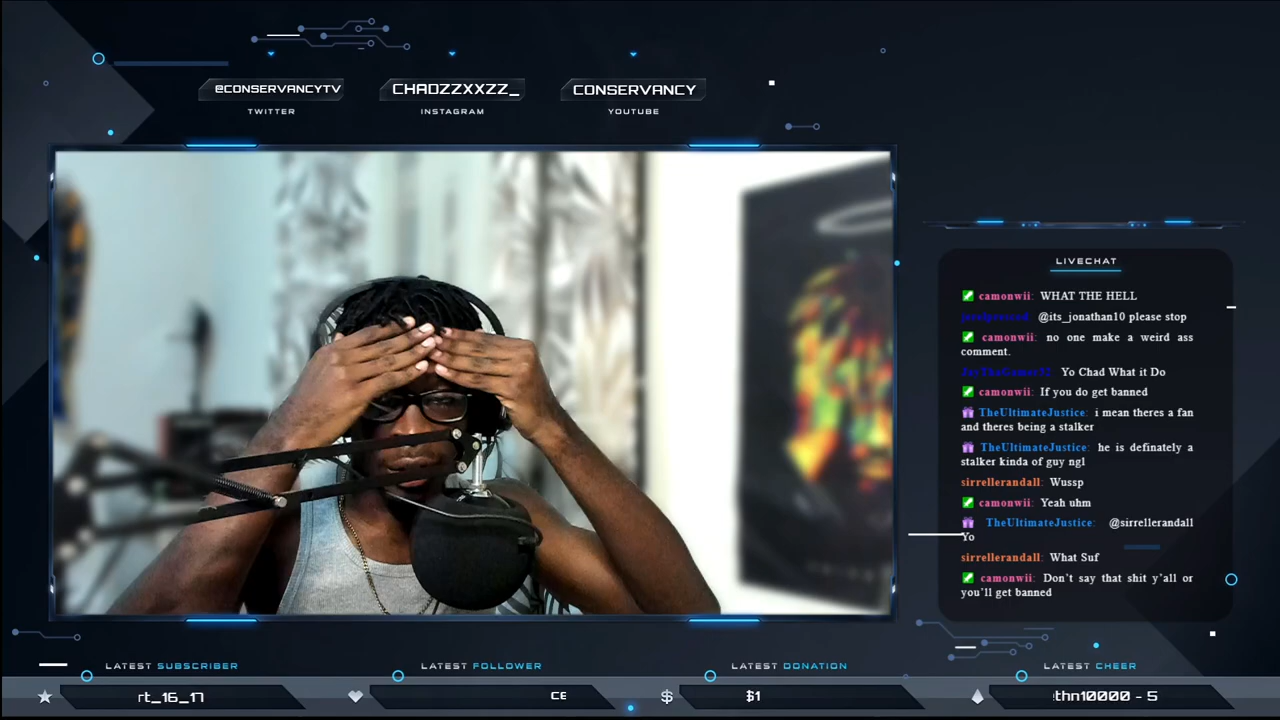 @CONSERVANCYTV
TWITTER
CHADZZXXZZ_
INSTAGRAM
CONSERVANCY
YOUTUBE
LIVECHAT
camonwii: WHAT THE HELL
@its_jonathan10 please stop
camonwii: no one make a weird ass
comment.
Yo Chad What it Do
camonwii: If you do get banned
TheUltimateJustice: i mean theres a fan
and theres being a stalker
TheUltimateJustice: he is definately a
stalker kinda of guy ngl
sirrellerandall: Wussp
camonwii: Yeah uhm
TheUltimateJustice: @sirrellerandall
Yo
sirrellerandall: What Suf
camonwii: Don't say that shit y'all or
you'll get banned
LATEST SUBSCRIBER
LATEST FOLLOWER
LATEST DONATION
LATEST CHEER
rt_16_17
CE
$1
thn10000 - 5